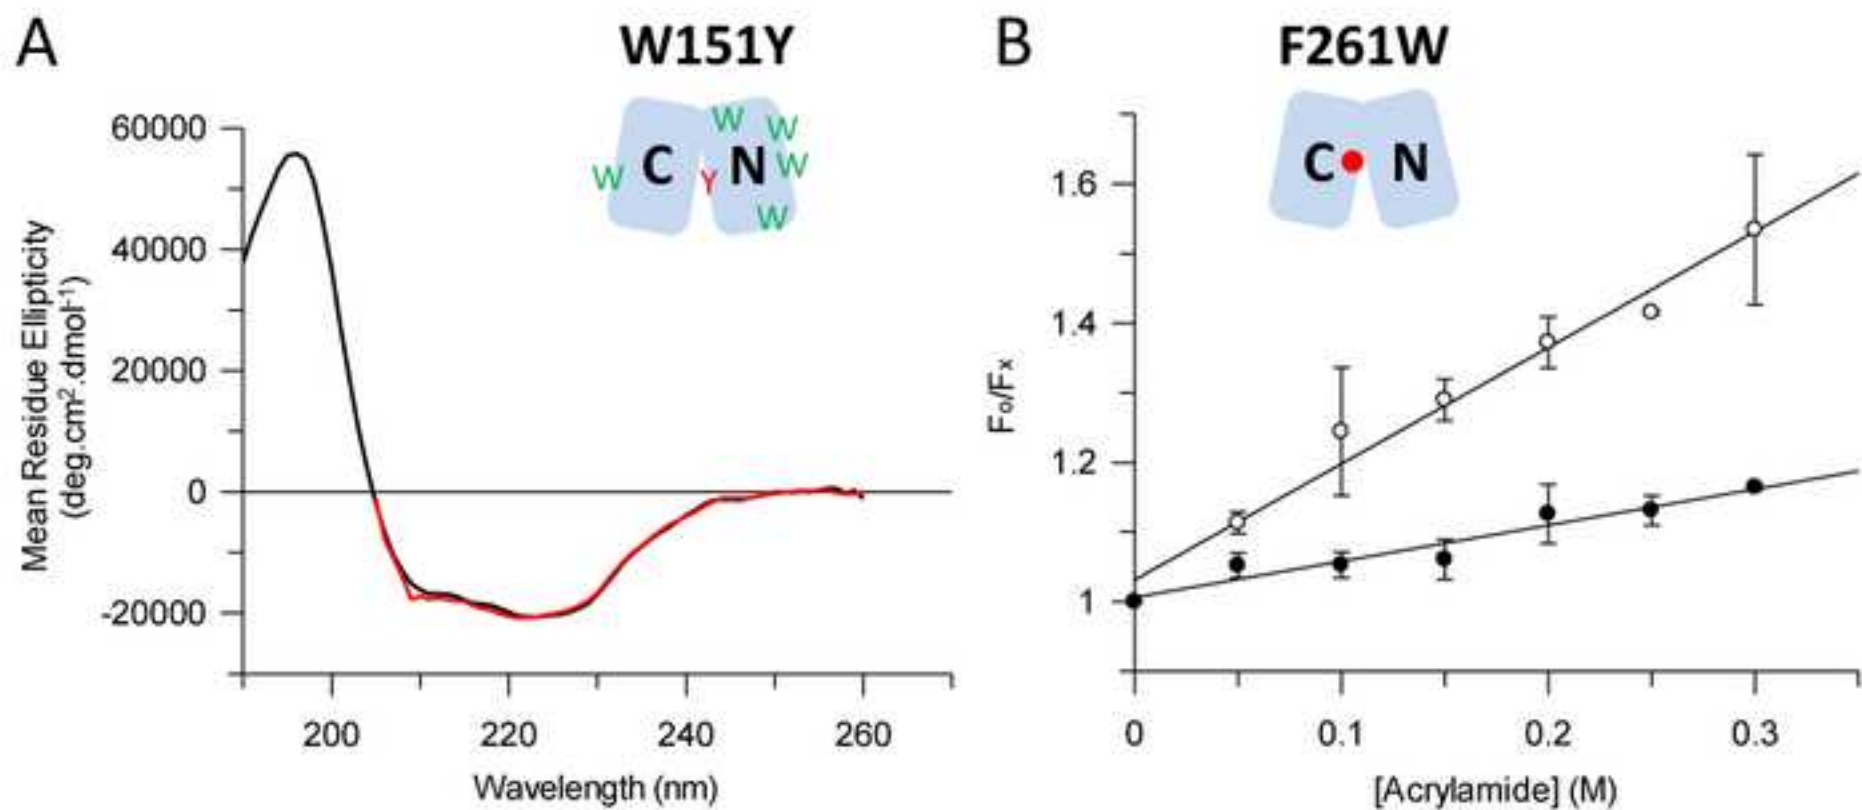 A
W151Y
W
W
W
W
W
C
N
Y
60000
40000
20000
0
-20000
Mean Residue Ellipticity
(deg.cm².dmol⁻¹)
200
220
240
260
Wavelength (nm)
B
F261W
C
N
1.6
1.4
1.2
1
F₀/Fₓ
0
0.1
0.2
0.3
[Acrylamide] (M)